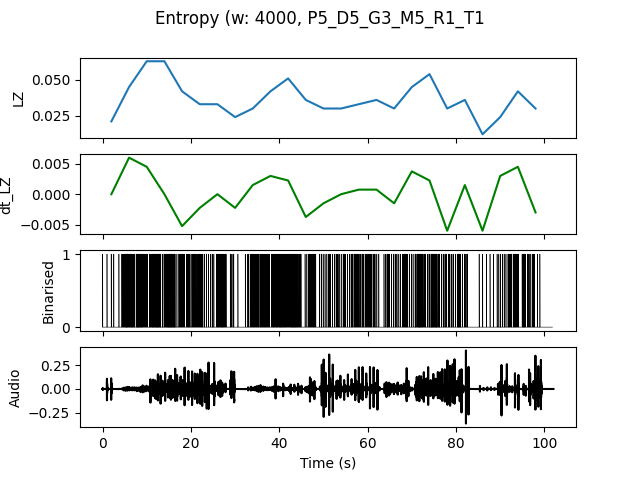 Entropy (w: 4000, P5_D5_G3_M5_R1_T1
LZ
0.050
0.025
dt_LZ
0.005
0.000
−0.005
Binarised
1
0
Audio
0.25
0.00
−0.25
0 20 40 60 80 100
Time (s)